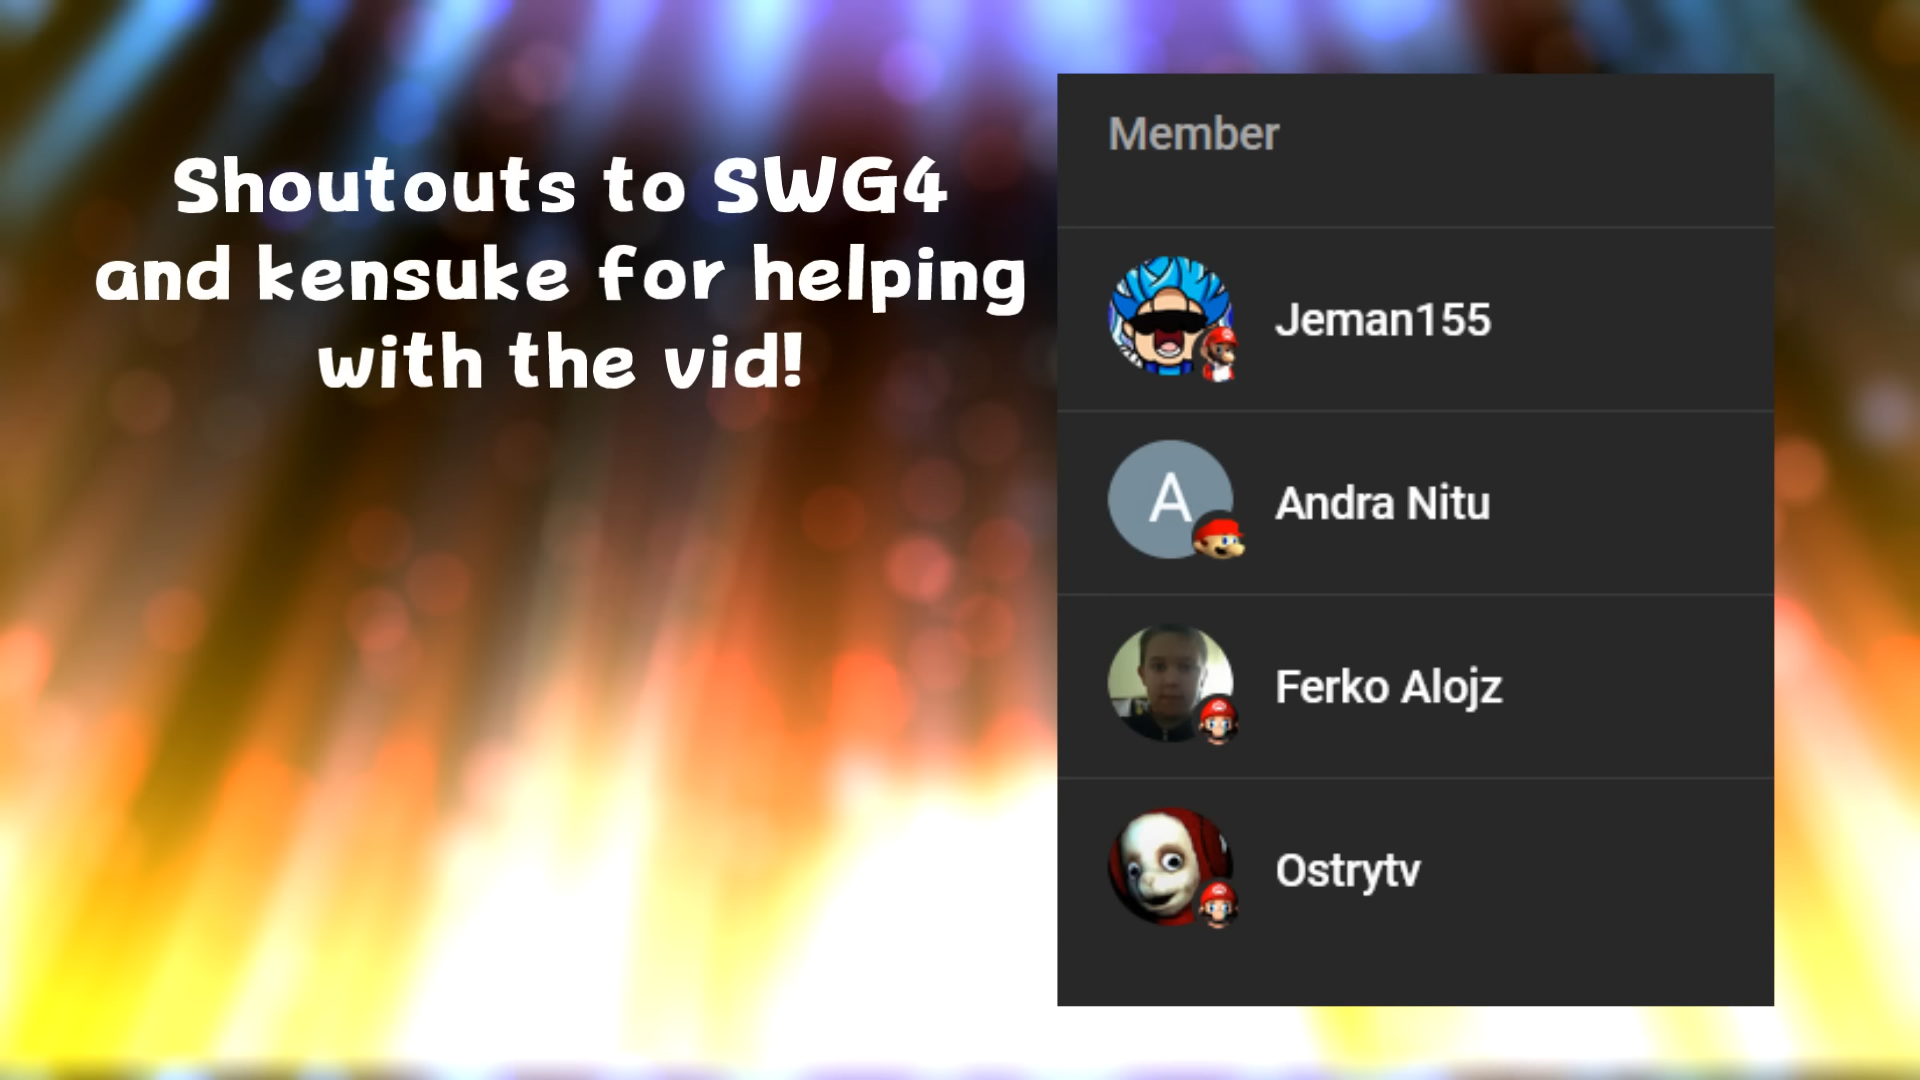 Shoutouts to SWG4
and kensuke for helping
with the vid!
Member
Jeman155
A
Andra Nitu
Ferko Alojz
Ostrytv